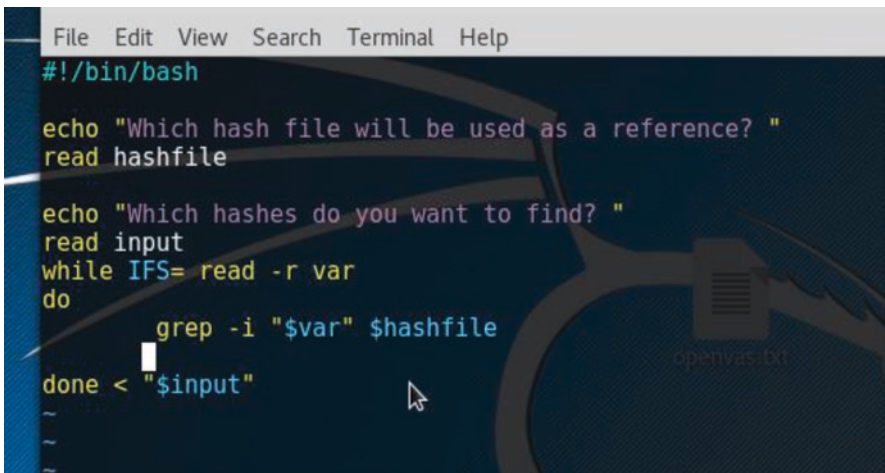 File Edit View Search Terminal Help
#!/bin/bash
echo "Which hash file will be used as a reference? "
read hashfile
echo "Which hashes do you want to find? "
read input
while IFS= read -r var
do
grep -i "$var" $hashfile
done < "$input"
~
~
~
openvas.txt